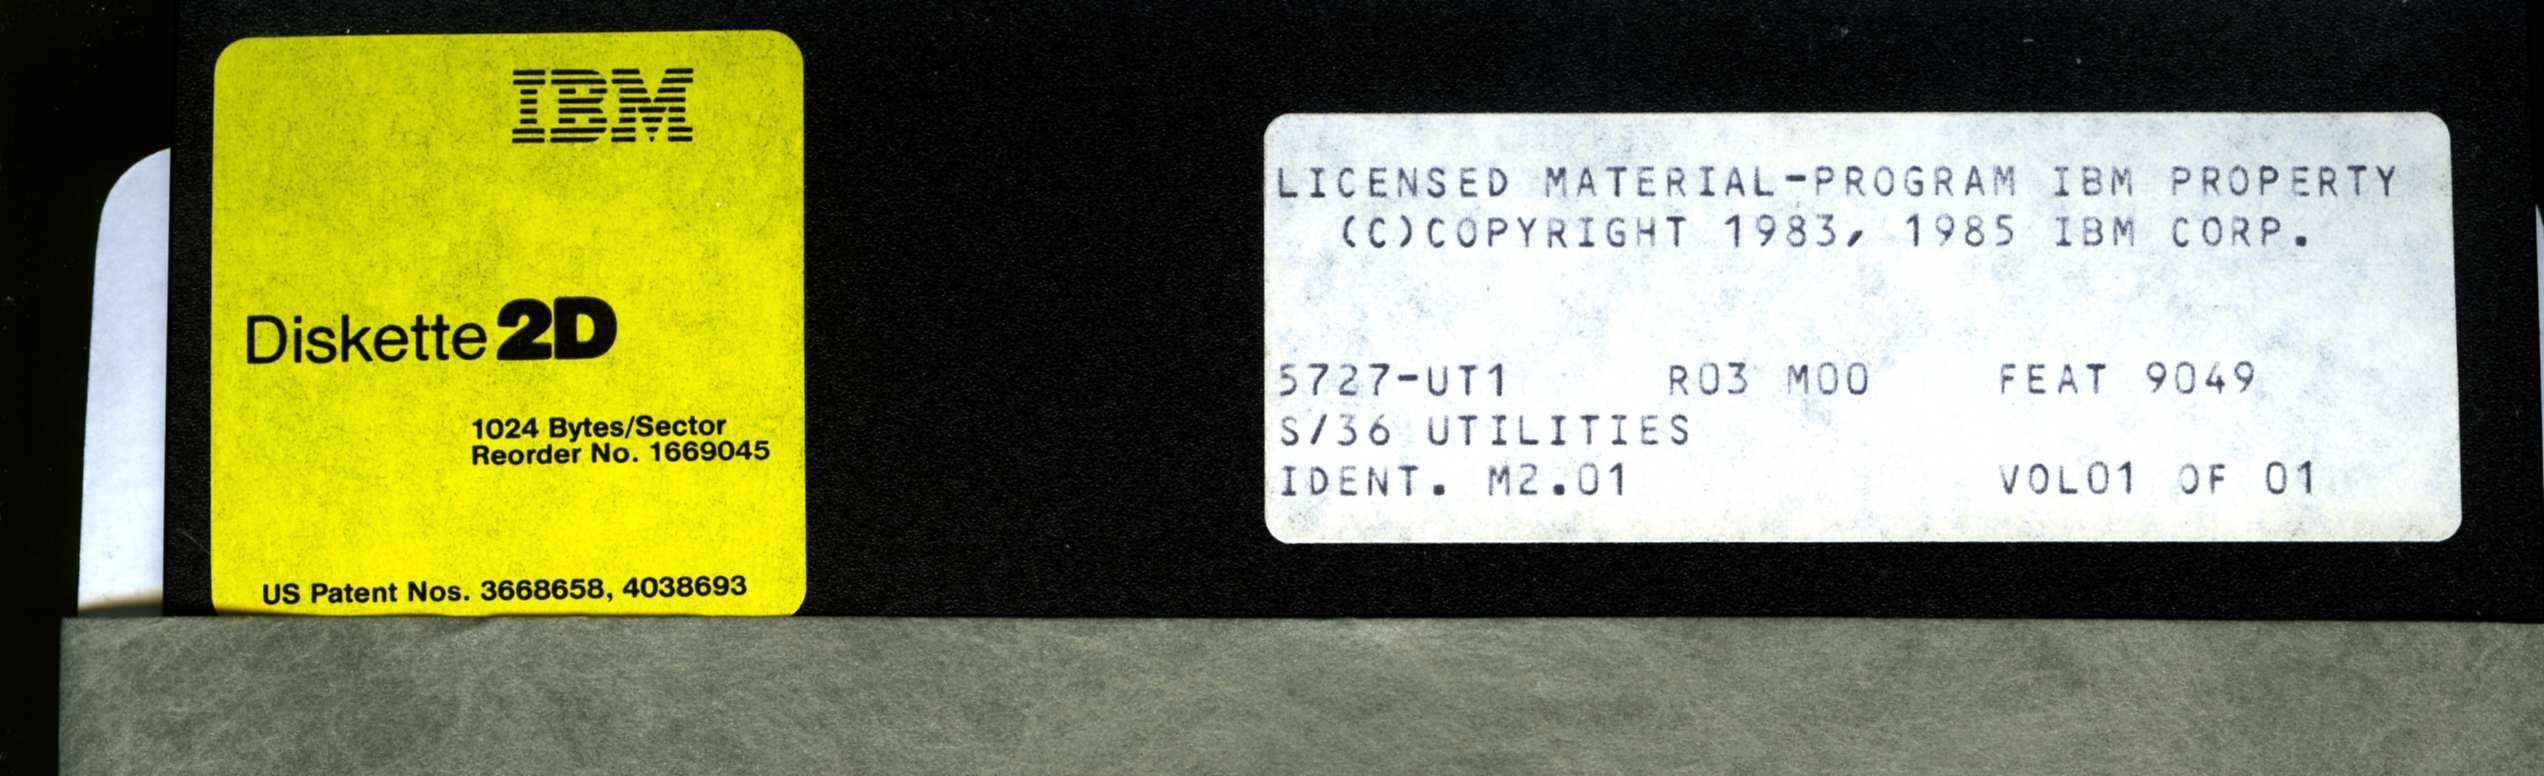 IBM
Diskette 2D
1024 Bytes/Sector
Reorder No. 1669045
US Patent Nos. 3668658, 4038693
LICENSED MATERIAL-PROGRAM IBM PROPERTY
(C)COPYRIGHT 1983, 1985 IBM CORP.
5727-UT1 R03 M00 FEAT 9049
S/36 UTILITIES
IDENT. M2.01 VOL01 OF 01